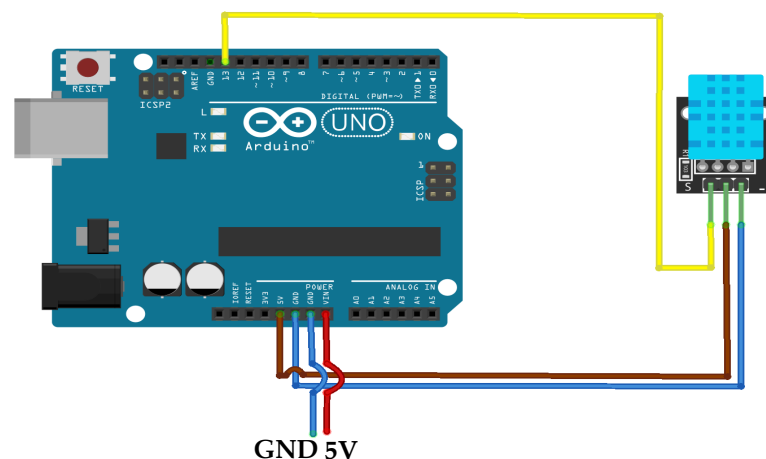 RESET
ICSP2
AREF
GND
13
12
~11
~10
~9
8
7
~6
~5
4
~3
2
TXD▶1
RXD◀0
DIGITAL (PWM=~)
L
TX
RX
Arduino™
UNO
ON
1
ICSP
S
-
POWER
ANALOG IN
IOREF
RESET
3V3
5V
GND
GND
VIN
A0
A1
A2
A3
A4
A5
GND 5V